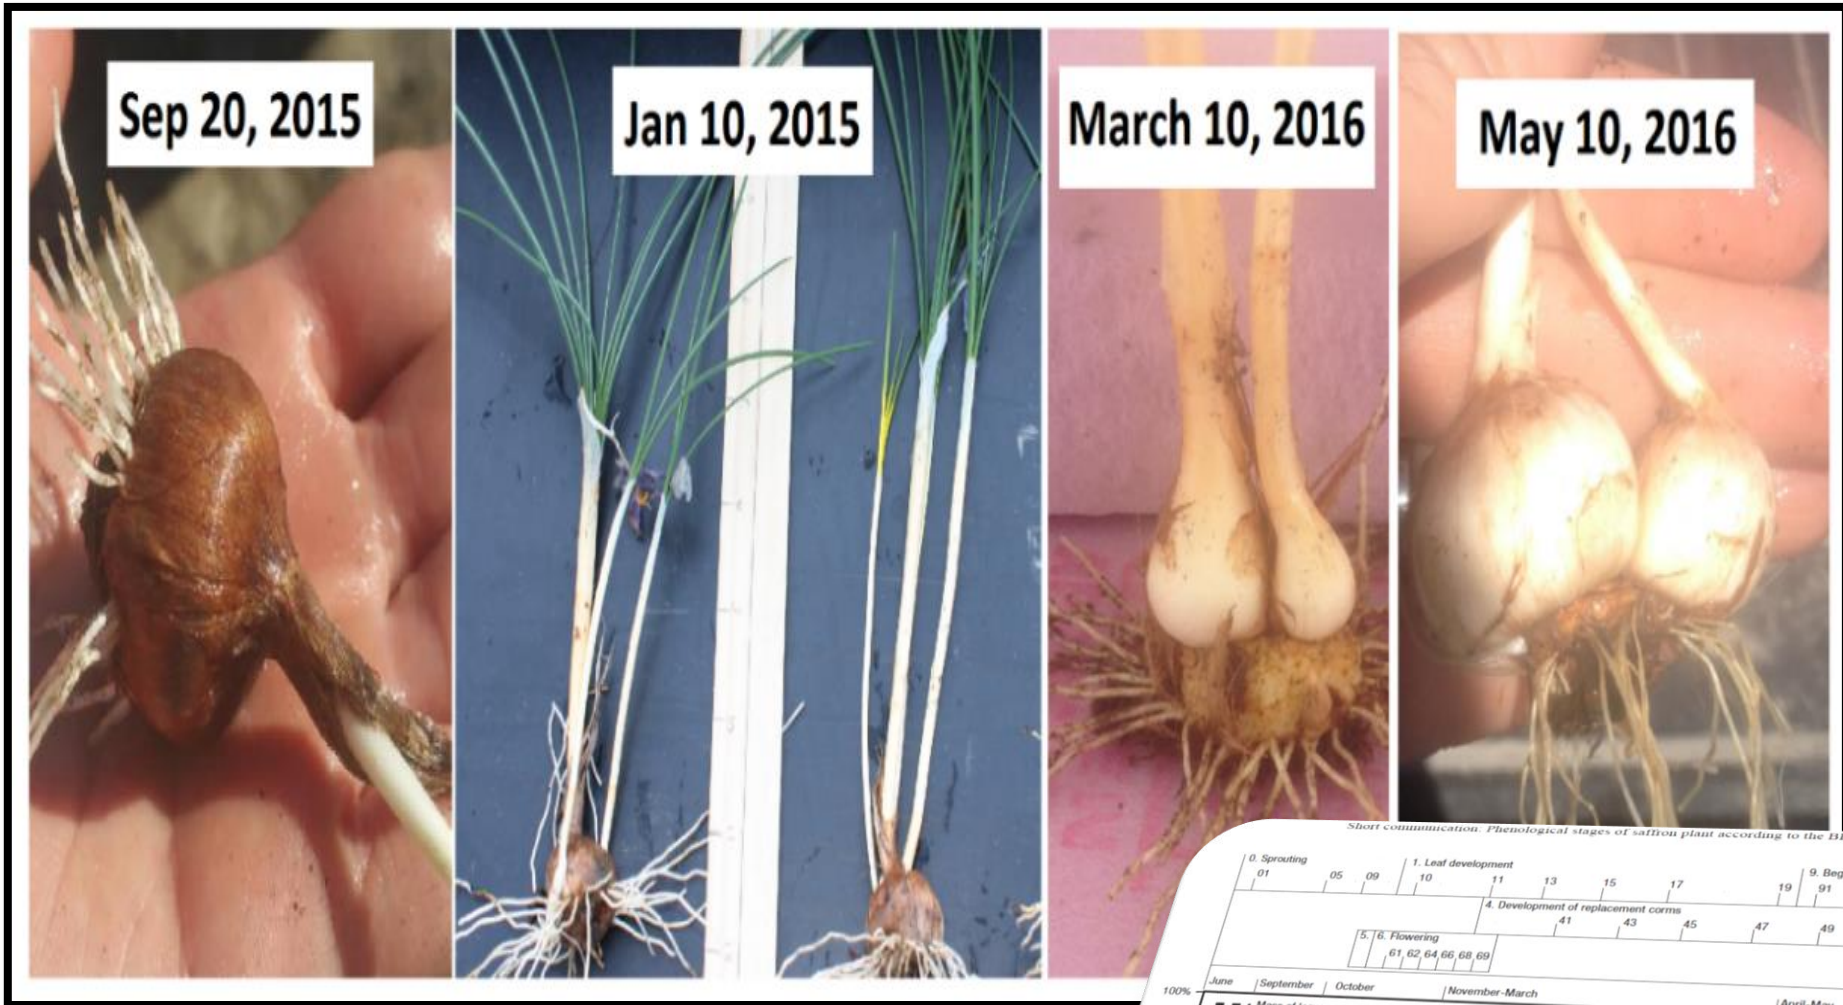 Sep 20, 2015
Jan 10, 2015
March 10, 2016
May 10, 2016
Short communication: Phenological stages of saffron plant according to the
0. Sprouting
1. Leaf development
9.
01
05
09
10
11
13
15
17
19
91
4. Development of replacement corms
41
43
45
47
49
5.
6. Flowering
61
62
64
66
68
69
June
September
October
November-March
100%